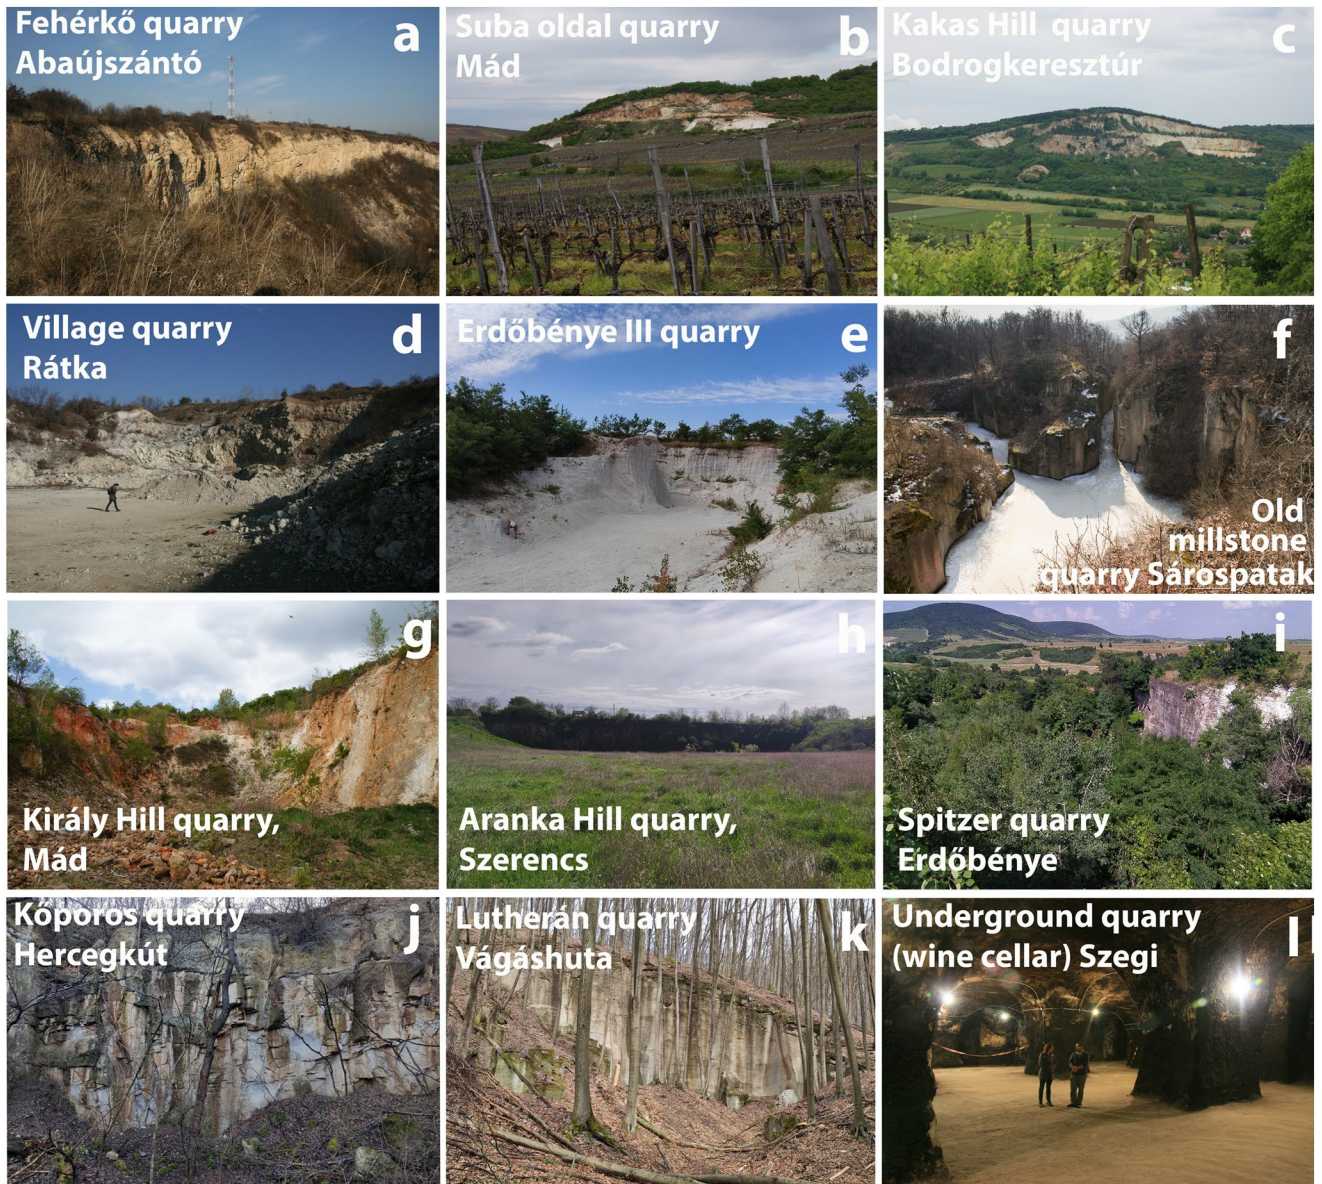 Fehérkő quarry
Abaújszántó
a
Suba oldal quarry
Mád
b
Kakas Hill quarry
Bodrogkeresztúr
c
Village quarry
Rátka
d
Erdőbénye III quarry
e
f
Old
millstone
quarry Sárospatak
g
Király Hill quarry,
Mád
h
Aranka Hill quarry,
Szerencs
i
Spitzer quarry
Erdőbénye
Kőporos quarry
Hercegkút
j
Lutherán quarry
Vágáshuta
k
Underground quarry
(wine cellar) Szegi
l